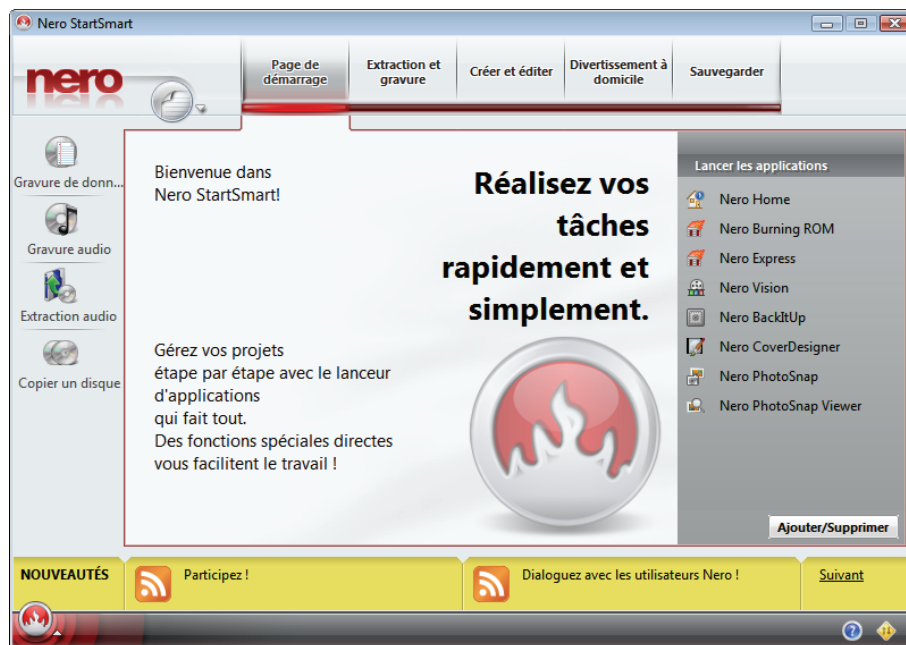 Nero StartSmart
nero
Page de
démarrage
Extraction et
gravure
Créer et éditer
Divertissement à
domicile
Sauvegarder
Gravure de donn...
Gravure audio
Extraction audio
Copier un disque
Bienvenue dans
Nero StartSmart!
Réalisez vos
tâches
rapidement et
simplement.
Gérez vos projets
étape par étape avec le lanceur
d'applications
qui fait tout.
Des fonctions spéciales directes
vous facilitent le travail !
Lancer les applications
Nero Home
Nero Burning ROM
Nero Express
Nero Vision
Nero BackItUp
Nero CoverDesigner
Nero PhotoSnap
Nero PhotoSnap Viewer
Ajouter/Supprimer
NOUVEAUTÉS
Participez !
Dialoguez avec les utilisateurs Nero !
Suivant